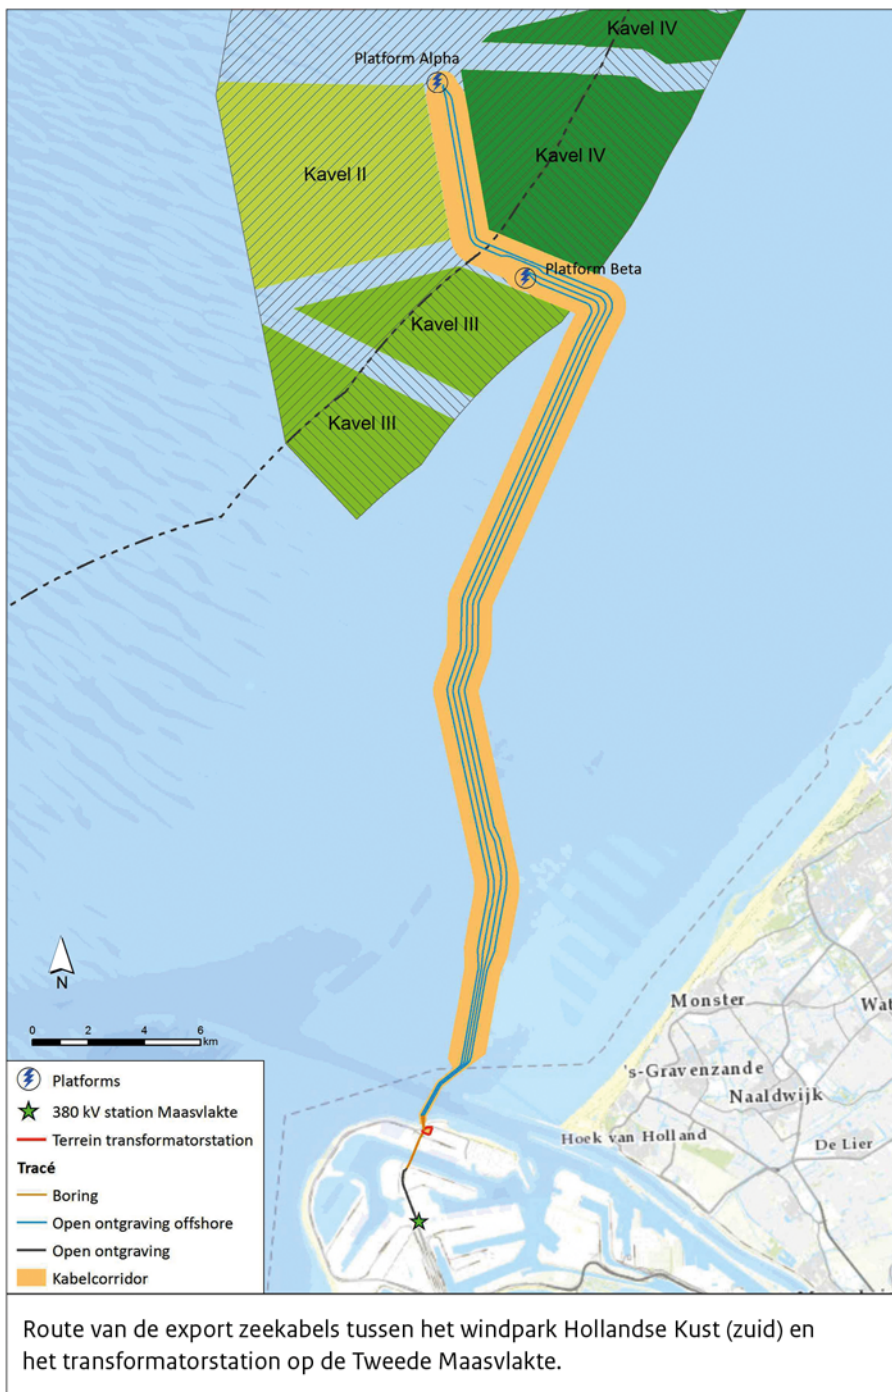 Kavel IV
Platform Alpha
Kavel II
Kavel IV
Platform Beta
Kavel III
Kavel III
N
0 2 4 6
km
Monster
Wat
's-Gravenzande
Naaldwijk
Hoek van Holland
De Lier
Platforms
380 kV station Maasvlakte
Terrein transformatorstation
Tracé
Boring
Open ontgraving offshore
Open ontgraving
Kabelcorridor
Route van de export zeekabels tussen het windpark Hollandse Kust (zuid) en
het transformatorstation op de Tweede Maasvlakte.